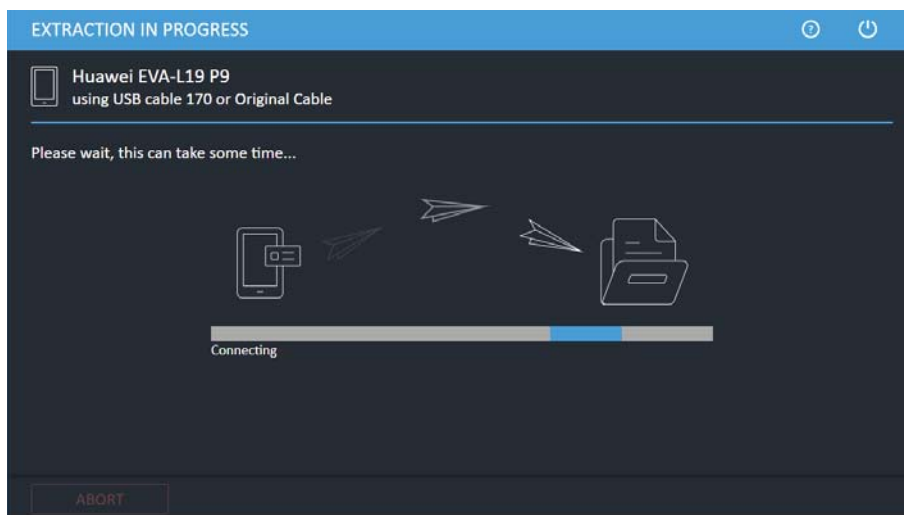 EXTRACTION IN PROGRESS
Huawei EVA-L19 P9
using USB cable 170 or Original Cable
Please wait, this can take some time...
Connecting
ABORT